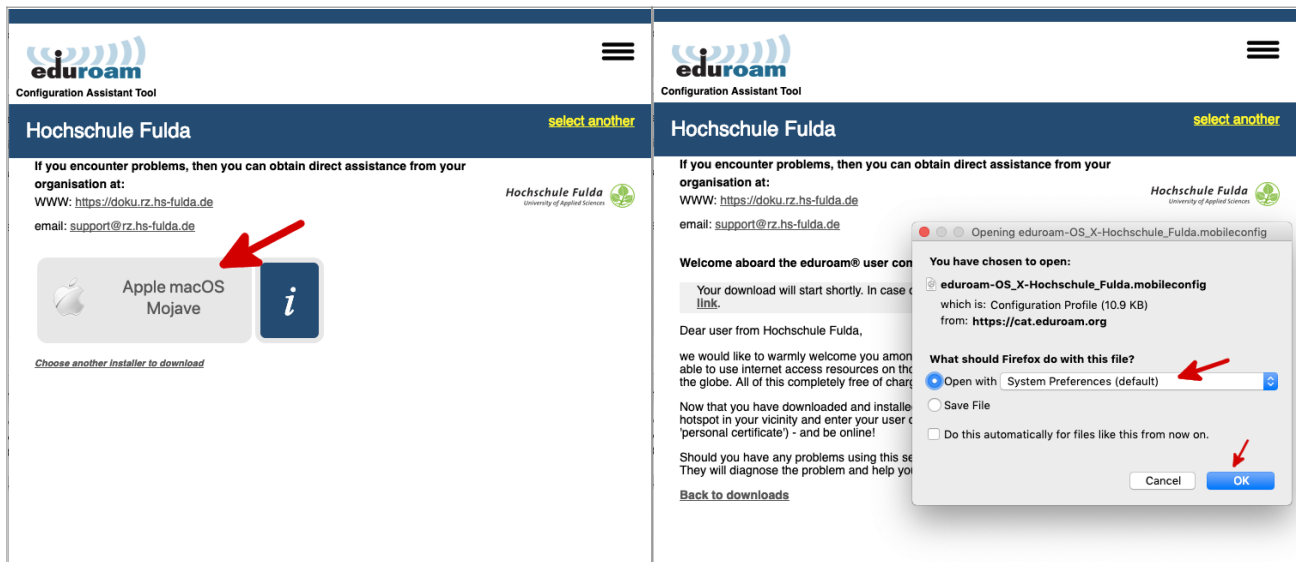 eduroam
Configuration Assistant Tool
Hochschule Fulda
select another
If you encounter problems, then you can obtain direct assistance from your
organisation at:
WWW: https://doku.rz.hs-fulda.de
email: support@rz.hs-fulda.de
Hochschule Fulda
University of Applied Sciences
Apple macOS
Mojave
i
Choose another installer to download
eduroam
Configuration Assistant Tool
Hochschule Fulda
select another
If you encounter problems, then you can obtain direct assistance from your
organisation at:
WWW: https://doku.rz.hs-fulda.de
email: support@rz.hs-fulda.de
Hochschule Fulda
University of Applied Sciences
Welcome aboard the eduroam® user com
Your download will start shortly. In case
link.
Dear user from Hochschule Fulda,
we would like to warmly welcome you amon
able to use internet access resources on tho
the globe. All of this completely free of char
Now that you have downloaded and installe
hotspot in your vicinity and enter your user
'personal certificate') - and be online!
Should you have any problems using this se
They will diagnose the problem and help you
Back to downloads
Opening eduroam-OS_X-Hochschule_Fulda.mobileconfig
You have chosen to open:
eduroam-OS_X-Hochschule_Fulda.mobileconfig
which is: Configuration Profile (10.9 KB)
from: https://cat.eduroam.org
What should Firefox do with this file?
Open with System Preferences (default)
Save File
Do this automatically for files like this from now on.
Cancel
OK